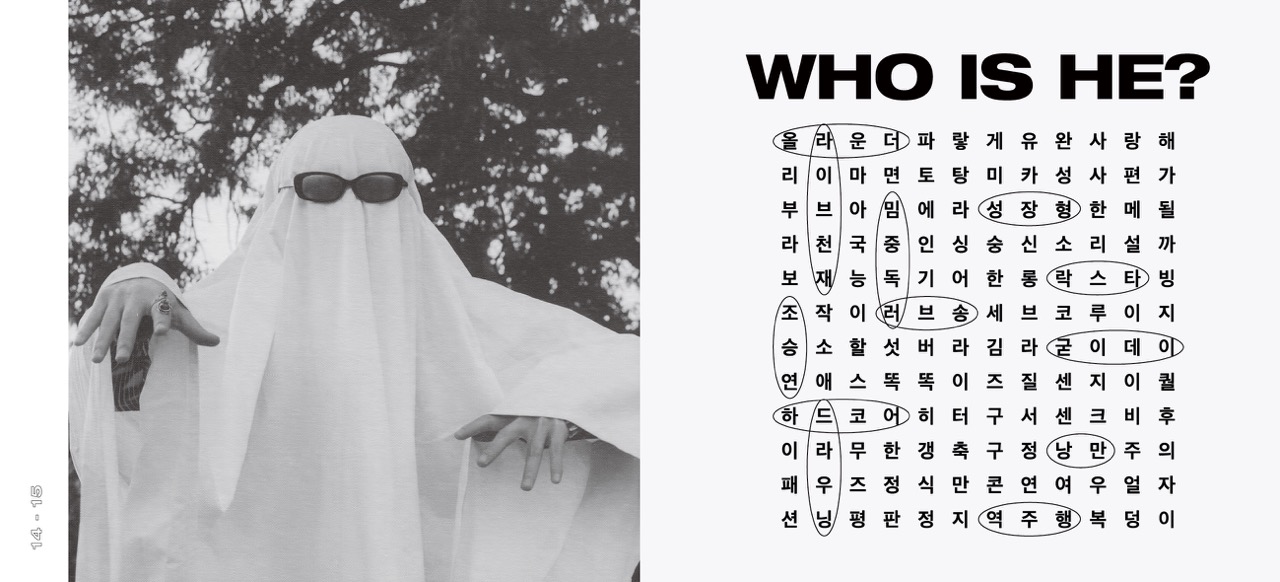 WHO IS HE?
올 라 운 더 파 랗 게 유 완 사 랑 해
리 이 마 면 토 탕 미 카 성 사 편 가
부 브 아 밈 에 라 성 장 형 한 메 될
라 천 국 중 인 싱 숭 신 소 리 설 까
보 재 능 독 기 어 한 롱 락 스 타 빙
조 작 이 러 브 송 세 브 코 루 이 지
승 소 할 섯 버 라 김 라 굳 이 데 이
연 애 스 똑 똑 이 즈 질 센 지 이 퀄
하 드 코 어 히 터 구 서 센 크 비 후
이 라 무 한 갱 축 구 정 낭 만 주 의
패 우 즈 정 식 만 콘 연 여 우 얼 자
션 닝 평 판 정 지 역 주 행 복 덩 이
14 - 15